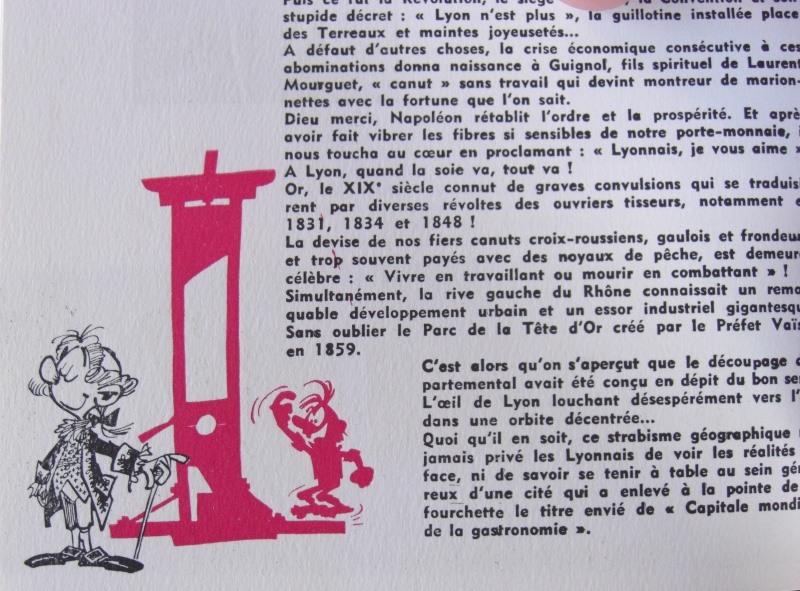 Puis ce fut la Révolution, le siège la Convention et son
stupide décret : « Lyon n'est plus », la guillotine installée place
des Terreaux et maintes joyeusetés...
A défaut d'autres choses, la crise économique consécutive à ces
abominations donna naissance à Guignol, fils spirituel de Laurent
Mourguet, « canut » sans travail qui devint montreur de marion-
nettes avec la fortune que l'on sait.
Dieu merci, Napoléon rétablit l'ordre et la prospérité. Et aprè
avoir fait vibrer les fibres si sensibles de notre porte-monnaie, i
nous toucha au cœur en proclamant : « Lyonnais, je vous aime »
A Lyon, quand la soie va, tout va !
Or, le XIXe siècle connut de graves convulsions qui se traduisi
rent par diverses révoltes des ouvriers tisseurs, notamment e
1831, 1834 et 1848 !
La devise de nos fiers canuts croix-roussiens, gaulois et frondeu
et trop souvent payés avec des noyaux de pêche, est demeur
célèbre : « Vivre en travaillant ou mourir en combattant » !
Simultanément, la rive gauche du Rhône connaissait un rema
quable développement urbain et un essor industriel gigantesqu
Sans oublier le Parc de la Tête d'Or créé par le Préfet Vaïs
en 1859.
C'est alors qu'on s'aperçut que le découpage
partemental avait été conçu en dépit du bon se
L'œil de Lyon louchant désespérément vers l'
dans une orbite décentrée...
Quoi qu'il en soit, ce strabisme géographique
jamais privé les Lyonnais de voir les réalités
face, ni de savoir se tenir à table au sein gén
reux d'une cité qui a enlevé à la pointe de
fourchette le titre envié de « Capitale mondi
de la gastronomie ».